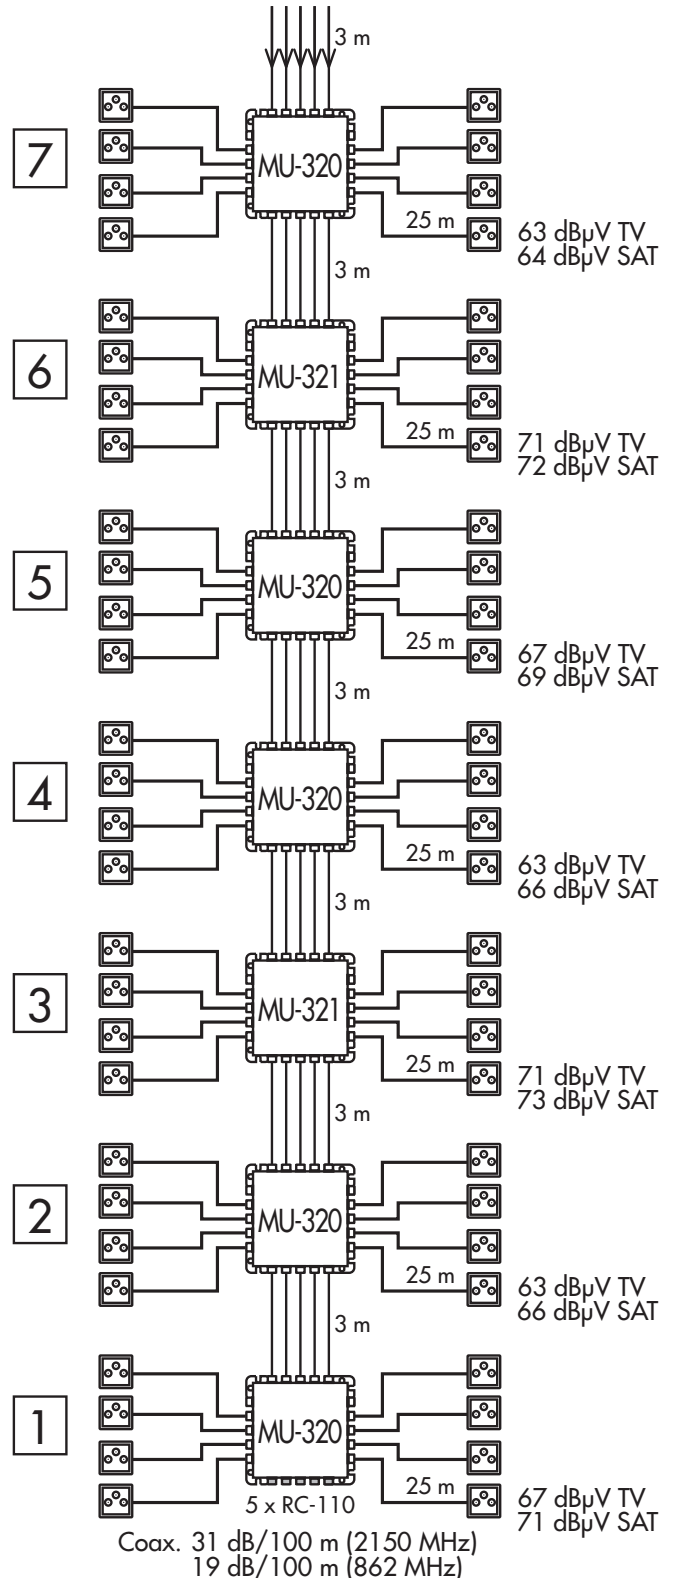 3 m
7
MU-320
25 m
63 dBµV TV
64 dBµV SAT
3 m
6
MU-321
25 m
71 dBµV TV
72 dBµV SAT
3 m
5
MU-320
25 m
67 dBµV TV
69 dBµV SAT
3 m
4
MU-320
25 m
63 dBµV TV
66 dBµV SAT
3 m
3
MU-321
25 m
71 dBµV TV
73 dBµV SAT
3 m
2
MU-320
25 m
63 dBµV TV
66 dBµV SAT
3 m
1
MU-320
25 m
67 dBµV TV
71 dBµV SAT
5 x RC-110
Coax. 31 dB/100 m (2150 MHz)
19 dB/100 m (862 MHz)